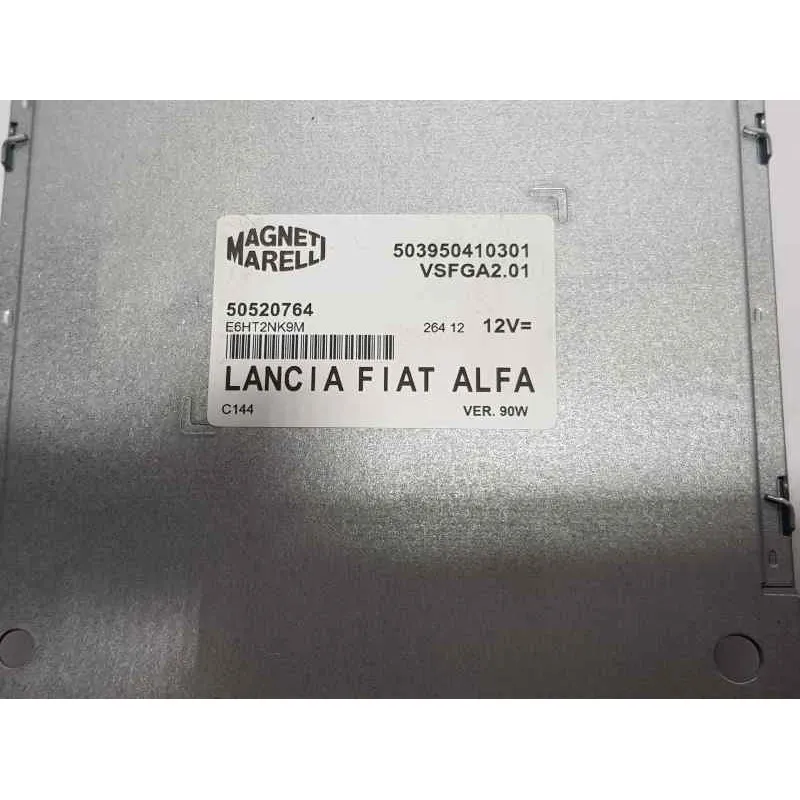 MAGNETI
MARELLI
503950410301
VSFGA2.01
50520764
E6HT2NK9M
264 12 12V=
LANCIA FIAT ALFA
C144 VER. 90W